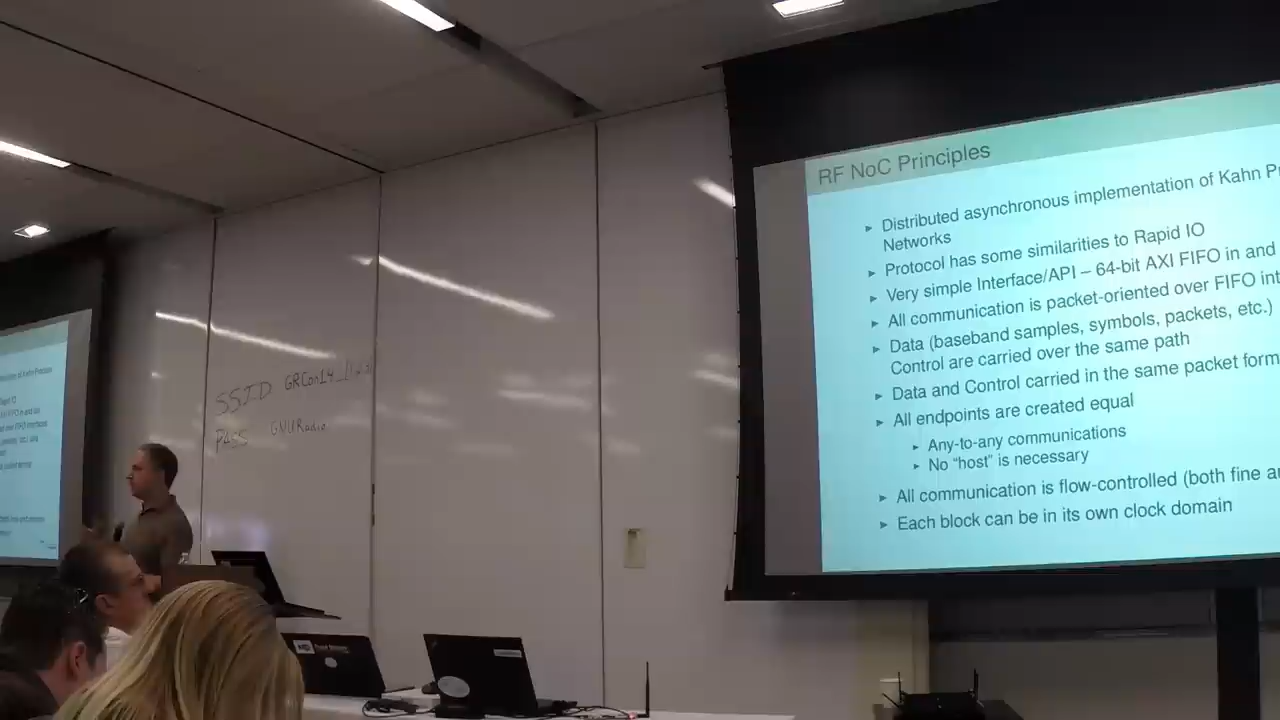 RF NoC Principles
Distributed asynchronous implementation of Kahn
Networks
Protocol has some similarities to Rapid IO
Very simple Interface/API – 64-bit AXI FIFO in and
All communication is packet-oriented over FIFO
Data (baseband samples, symbols, packets, etc.)
Control are carried over the same path
Data and Control carried in the same packet
All endpoints are created equal
Any-to-any communications
No “host” is necessary
All communication is flow-controlled (both fine
Each block can be in its own clock domain
SSID GRCon14
PASS GNURadio